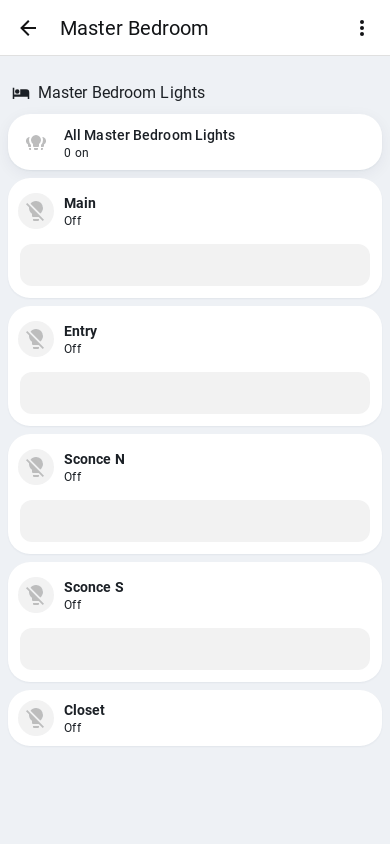 Master Bedroom
Master Bedroom Lights
All Master Bedroom Lights
0 on
Main
Off
Entry
Off
Sconce N
Off
Sconce S
Off
Closet
Off